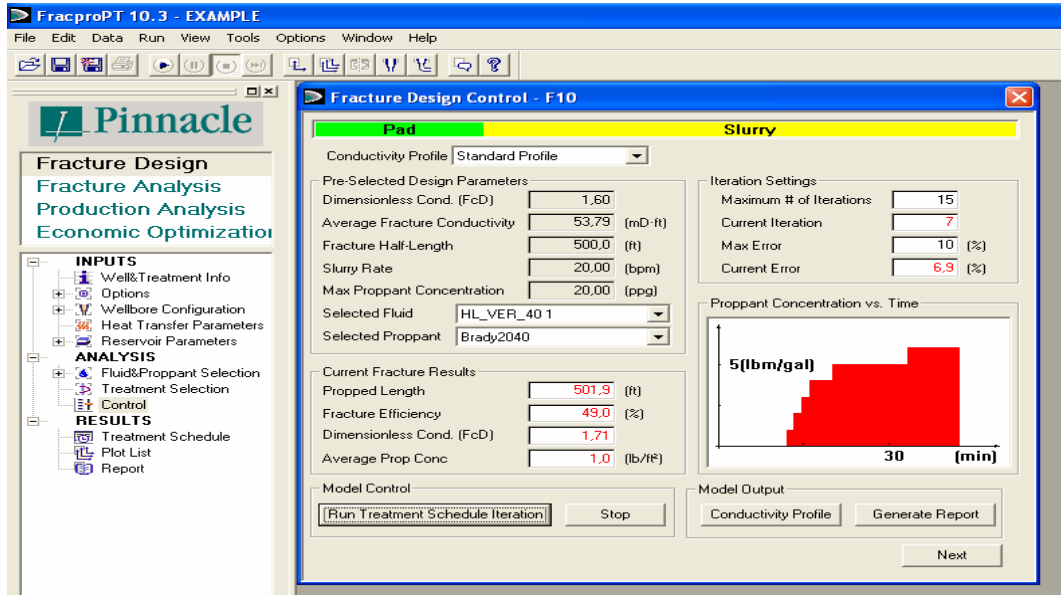 FracproPT 10.3 - EXAMPLE
File Edit Data Run View Tools Options Window Help
Pinnacle
Fracture Design
Fracture Analysis
Production Analysis
Economic Optimization
INPUTS
Well&Treatment Info
Options
Wellbore Configuration
Heat Transfer Parameters
Reservoir Parameters
ANALYSIS
Fluid&Proppant Selection
Treatment Selection
Control
RESULTS
Treatment Schedule
Plot List
Report
Fracture Design Control - F10
Pad Slurry
Conductivity Profile Standard Profile
Pre-Selected Design Parameters
Dimensionless Cond. (FcD) 1,60
Average Fracture Conductivity 53,79 (mD·ft)
Fracture Half-Length 500,0 (ft)
Slurry Rate 20,00 (bpm)
Max Proppant Concentration 20,00 (ppg)
Selected Fluid HL_VER_40 1
Selected Proppant Brady2040
Current Fracture Results
Propped Length 501,9 (ft)
Fracture Efficiency 49,0 (%)
Dimensionless Cond. (FcD) 1,71
Average Prop Conc 1,0 (lb/ft²)
Model Control
Run Treatment Schedule Iteration Stop
Iteration Settings
Maximum # of Iterations 15
Current Iteration 7
Max Error 10 (%)
Current Error 6,9 (%)
Proppant Concentration vs. Time
5(lbm/gal)
30 (min)
Model Output
Conductivity Profile Generate Report
Next